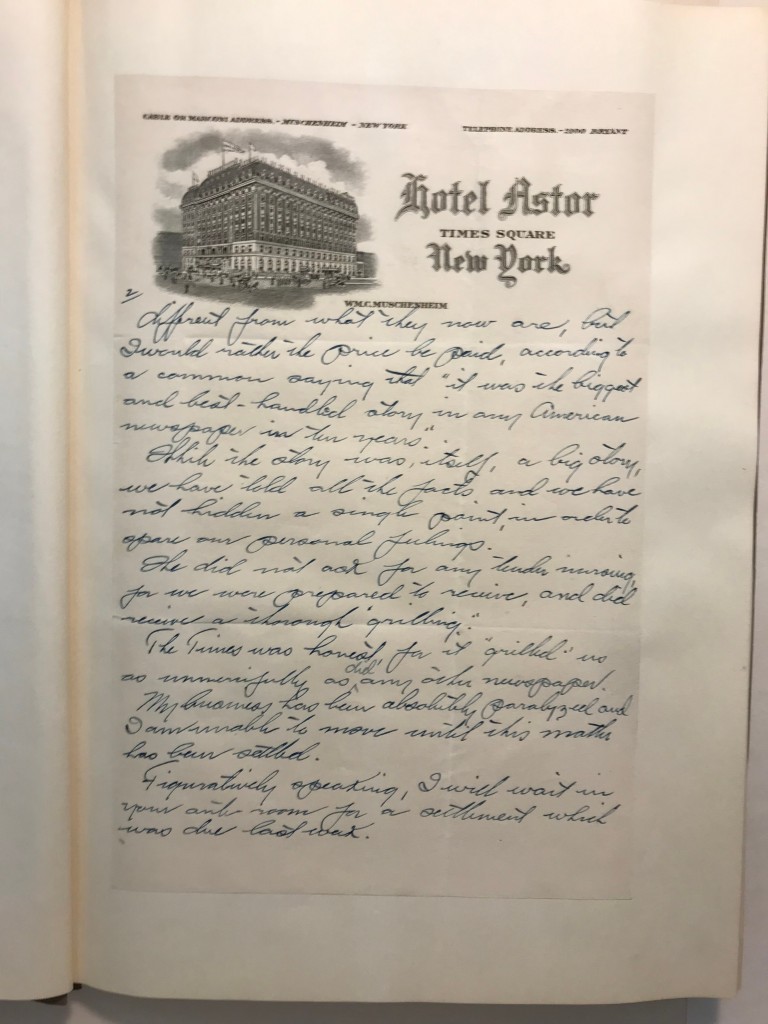 CABLE OR MARCONI ADDRESS. - MUSCHENHEIM - NEW YORK
TELEPHONE ADDRESS. - 2000 BRYANT
Hotel Astor
TIMES SQUARE
New York
WM. C. MUSCHENHEIM
2/
different from what they now are, but
I would rather the price be paid, according to
a common saying that "it was the biggest
and best-handled story in any American
newspaper in ten years".
While the story was, itself, a big story,
we have told all the facts and we have
not hidden a single point, in order to
spare our personal feelings.
We did not ask for any tender nursing,
for we were prepared to receive, and did
receive a thorough "grilling".
The Times was honest, for it "grilled" us
as unmercifully as did any other newspaper.
My business has been absolutely paralyzed and
I am unable to move until this matter
has been settled.
Figuratively speaking, I will wait in
your ante room for a settlement which
was due last week.